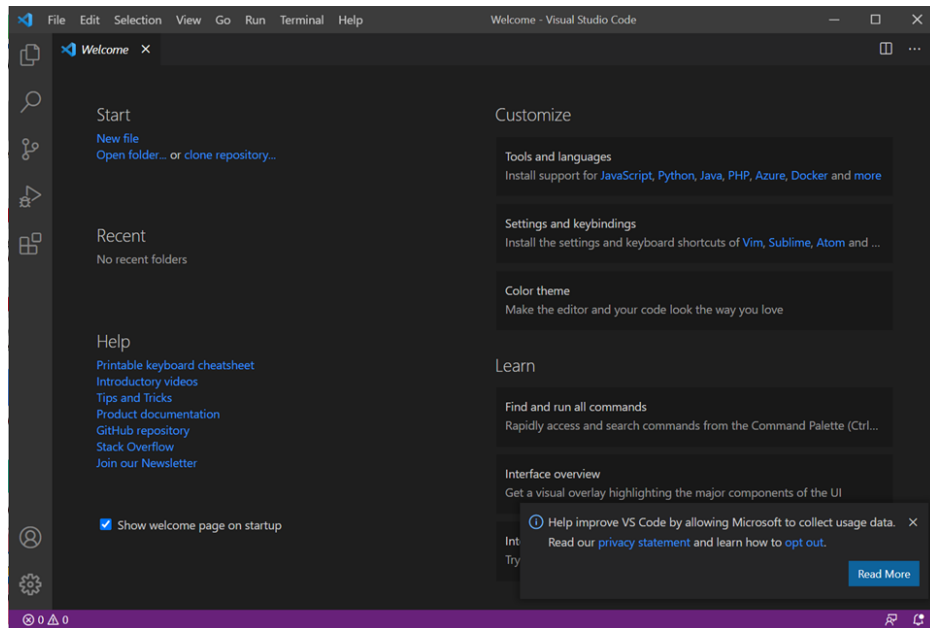 File Edit Selection View Go Run Terminal Help
Welcome - Visual Studio Code
Welcome
Start
New file
Open folder... or clone repository...
Recent
No recent folders
Help
Printable keyboard cheatsheet
Introductory videos
Tips and Tricks
Product documentation
GitHub repository
Stack Overflow
Join our Newsletter
Show welcome page on startup
Customize
Tools and languages
Install support for JavaScript, Python, Java, PHP, Azure, Docker and more
Settings and keybindings
Install the settings and keyboard shortcuts of Vim, Sublime, Atom and ...
Color theme
Make the editor and your code look the way you love
Learn
Find and run all commands
Rapidly access and search commands from the Command Palette (Ctrl...
Interface overview
Get a visual overlay highlighting the major components of the UI
Int
Try
Help improve VS Code by allowing Microsoft to collect usage data.
Read our privacy statement and learn how to opt out.
Read More
0 0